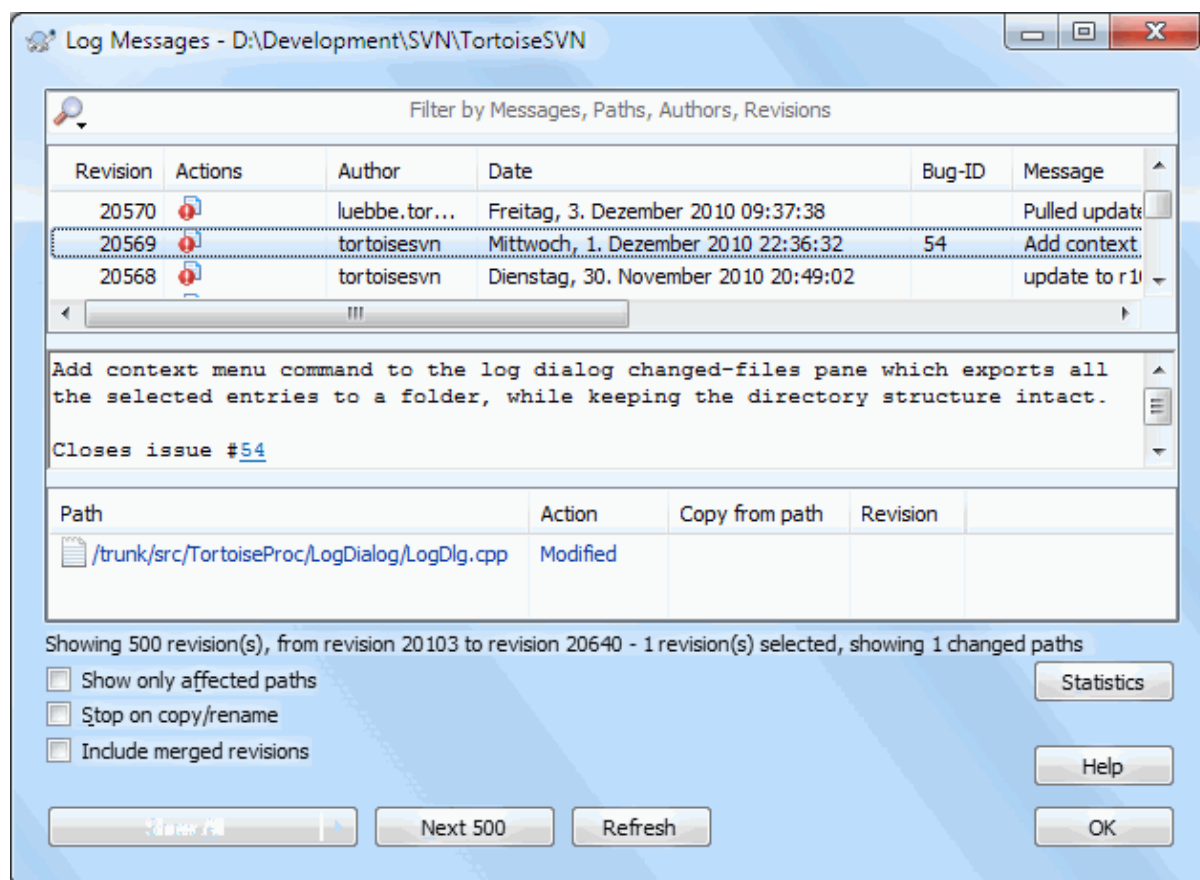 Log Messages - D:\Development\SVN\TortoiseSVN
Filter by Messages, Paths, Authors, Revisions
Revision Actions Author Date Bug-ID Message
20570 luebbe.tor... Freitag, 3. Dezember 2010 09:37:38 Pulled update
20569 tortoisesvn Mittwoch, 1. Dezember 2010 22:36:32 54 Add context
20568 tortoisesvn Dienstag, 30. November 2010 20:49:02 update to
Add context menu command to the log dialog changed-files pane which exports all
the selected entries to a folder, while keeping the directory structure intact.
Closes issue #54
Path Action Copy from path Revision
/trunk/src/TortoiseProc/LogDialog/LogDlg.cpp Modified
Showing 500 revision(s), from revision 20103 to revision 20640 - 1 revision(s) selected, showing 1 changed paths
Show only affected paths
Statistics
Stop on copy/rename
Include merged revisions
Help
Show All Next 500 Refresh OK